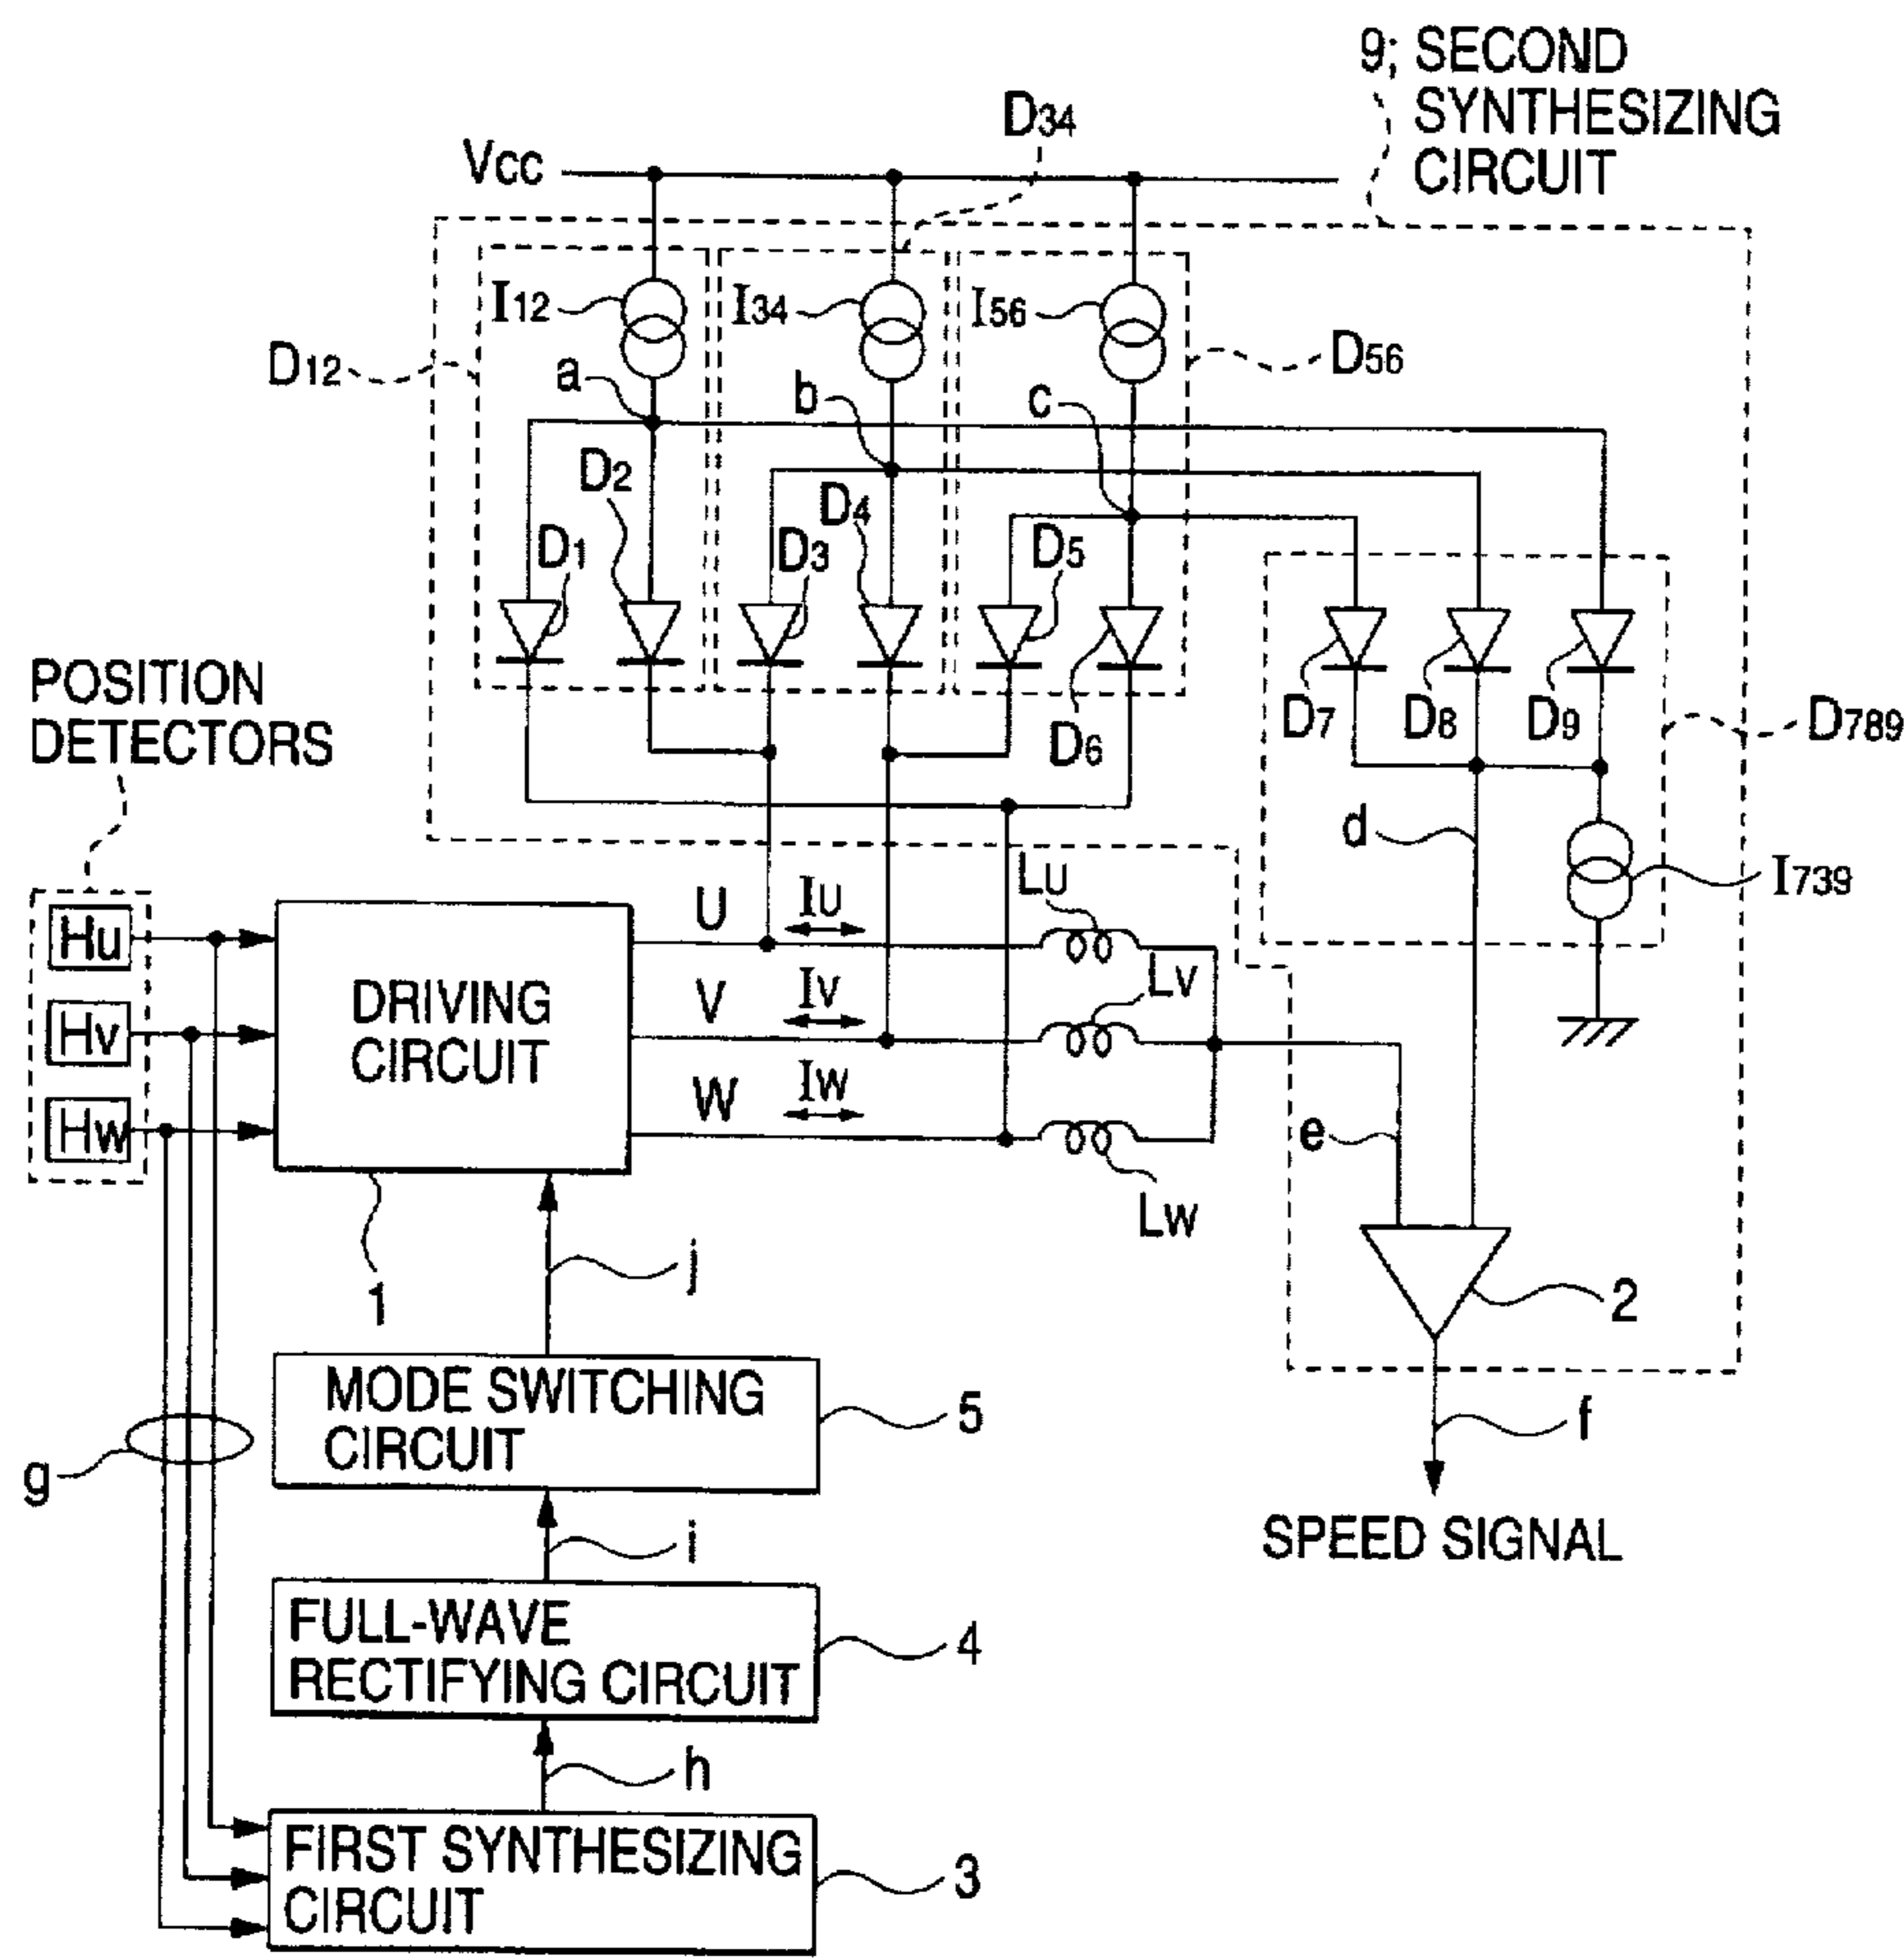 9; SECOND
SYNTHESIZING
CIRCUIT
D34
Vcc
I12
I34
I56
D12
D56
a
b
c
D2
D4
D1
D3
D5
D6
D7
D8
D9
D789
POSITION
DETECTORS
d
I739
Hu
Hv
Hw
DRIVING
CIRCUIT
U
IU
LU
V
IV
LV
W
IW
LW
e
1
j
2
MODE SWITCHING
CIRCUIT
5
f
g
i
SPEED SIGNAL
FULL-WAVE
RECTIFYING CIRCUIT
4
h
FIRST SYNTHESIZING
CIRCUIT
3